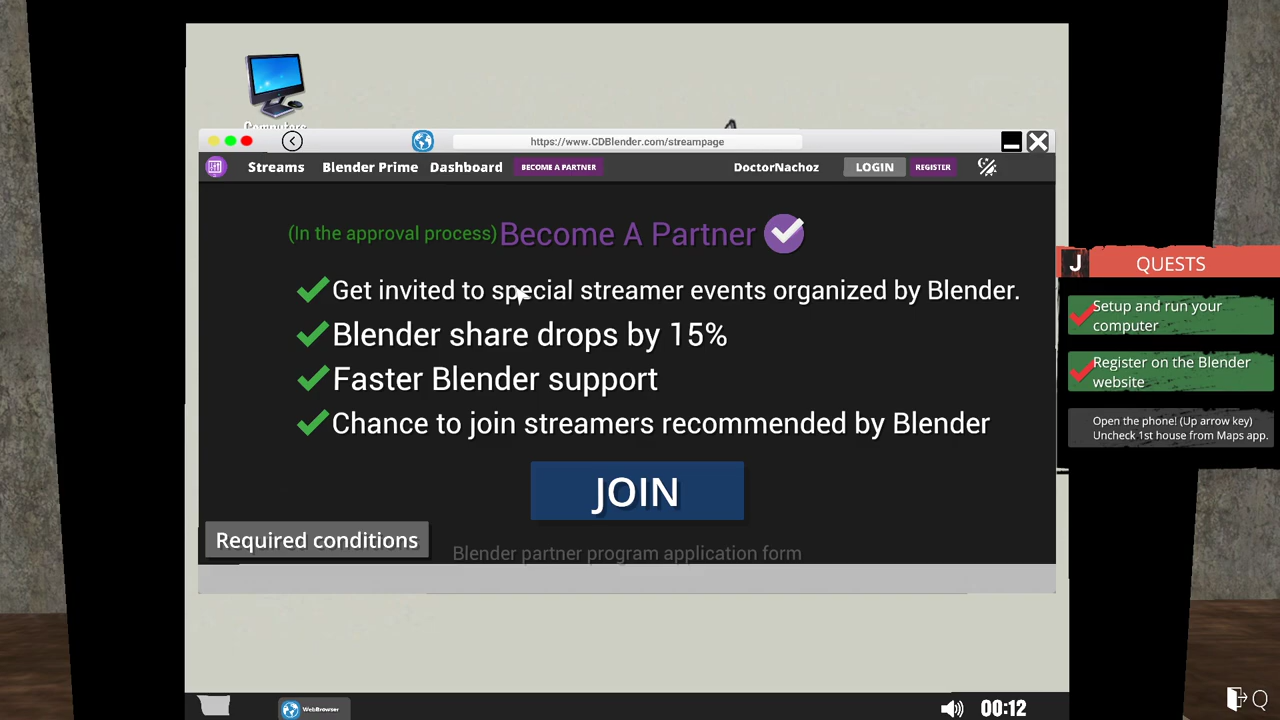 Computers
https://www.CDBlender.com/streampage
Streams Blender Prime Dashboard BECOME A PARTNER DoctorNachoz LOGIN REGISTER
(In the approval process) Become A Partner
Get invited to special streamer events organized by Blender.
Blender share drops by 15%
Faster Blender support
Chance to join streamers recommended by Blender
JOIN
Required conditions
Blender partner program application form
J QUESTS
Setup and run your
computer
Register on the Blender
website
Open the phone! (Up arrow key)
Uncheck 1st house from Maps app.
WebBrowser
00:12
Q